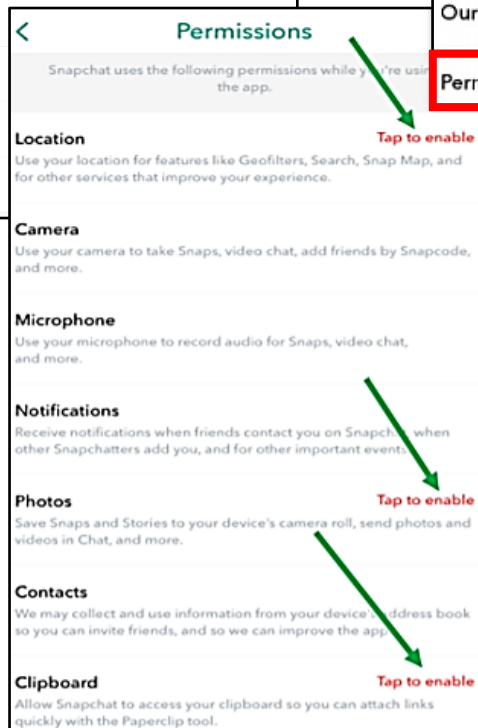 Our
Permissions
Snapchat uses the following permissions while you're usin
the app.
Perr
Location Tap to enable
Use your location for features like Geofilters, Search, Snap Map, and
for other services that improve your experience.
Camera
Use your camera to take Snaps, video chat, add friends by Snapcode,
and more.
Microphone
Use your microphone to record audio for Snaps, video chat,
and more.
Notifications
Receive notifications when friends contact you on Snapchat, when
other Snapchatters add you, and for other important events.
Photos Tap to enable
Save Snaps and Stories to your device's camera roll, send photos and
videos in Chat, and more.
Contacts
We may collect and use information from your device's address book
so you can invite friends, and so we can improve the app.
Clipboard Tap to enable
Allow Snapchat to access your clipboard so you can attach links
quickly with the Paperclip tool.